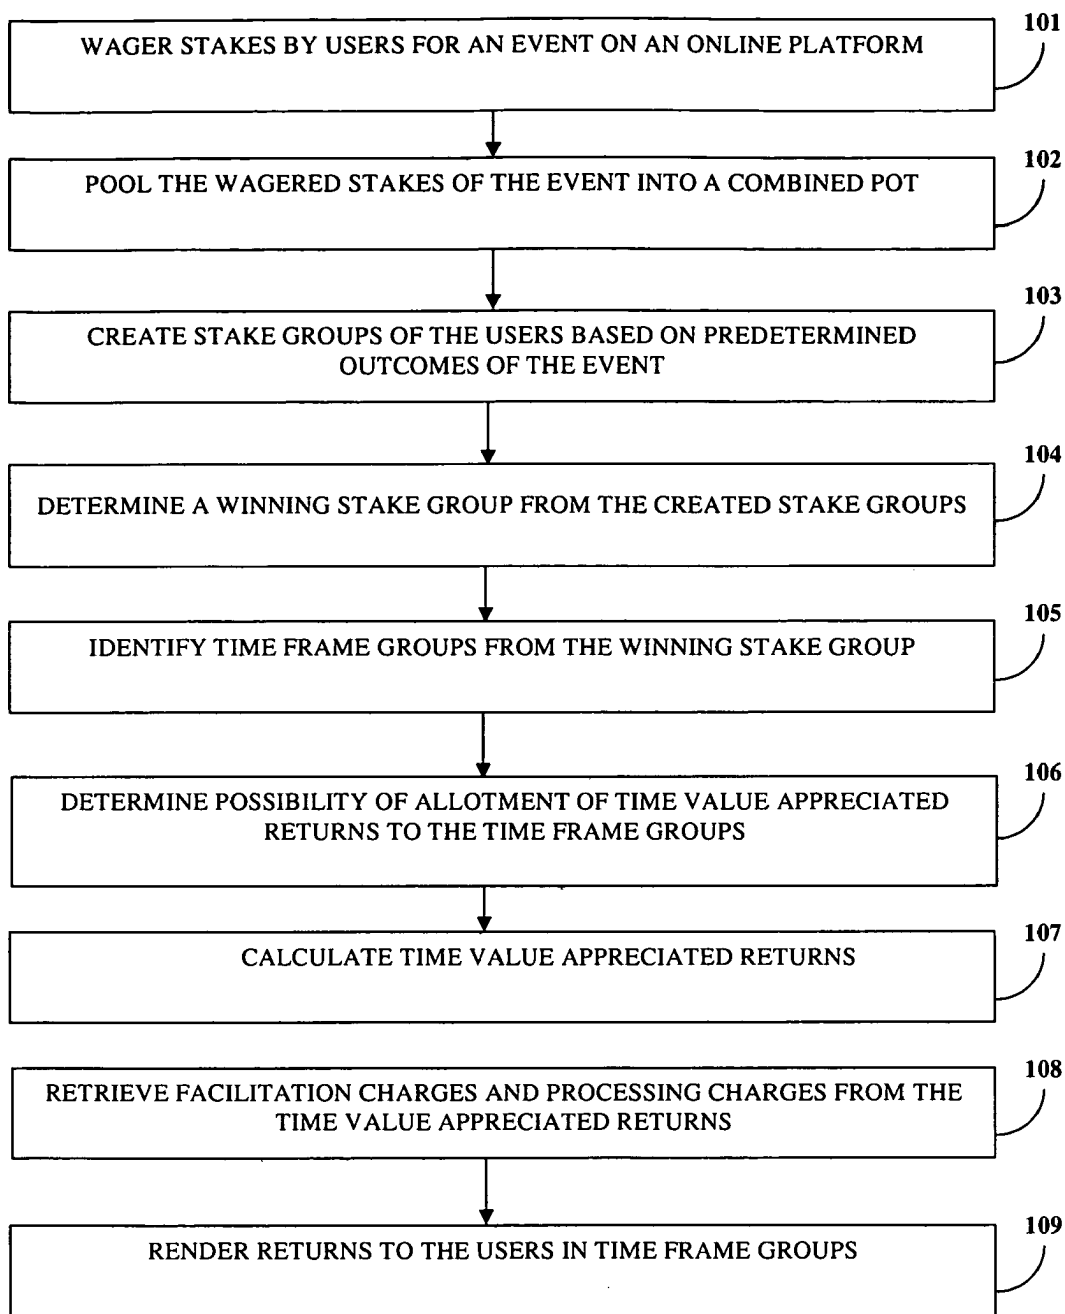 101
WAGER STAKES BY USERS FOR AN EVENT ON AN ONLINE PLATFORM
102
POOL THE WAGERED STAKES OF THE EVENT INTO A COMBINED POT
103
CREATE STAKE GROUPS OF THE USERS BASED ON PREDETERMINED
OUTCOMES OF THE EVENT
104
DETERMINE A WINNING STAKE GROUP FROM THE CREATED STAKE GROUPS
105
IDENTIFY TIME FRAME GROUPS FROM THE WINNING STAKE GROUP
106
DETERMINE POSSIBILITY OF ALLOTMENT OF TIME VALUE APPRECIATED
RETURNS TO THE TIME FRAME GROUPS
107
CALCULATE TIME VALUE APPRECIATED RETURNS
108
RETRIEVE FACILITATION CHARGES AND PROCESSING CHARGES FROM THE
TIME VALUE APPRECIATED RETURNS
109
RENDER RETURNS TO THE USERS IN TIME FRAME GROUPS